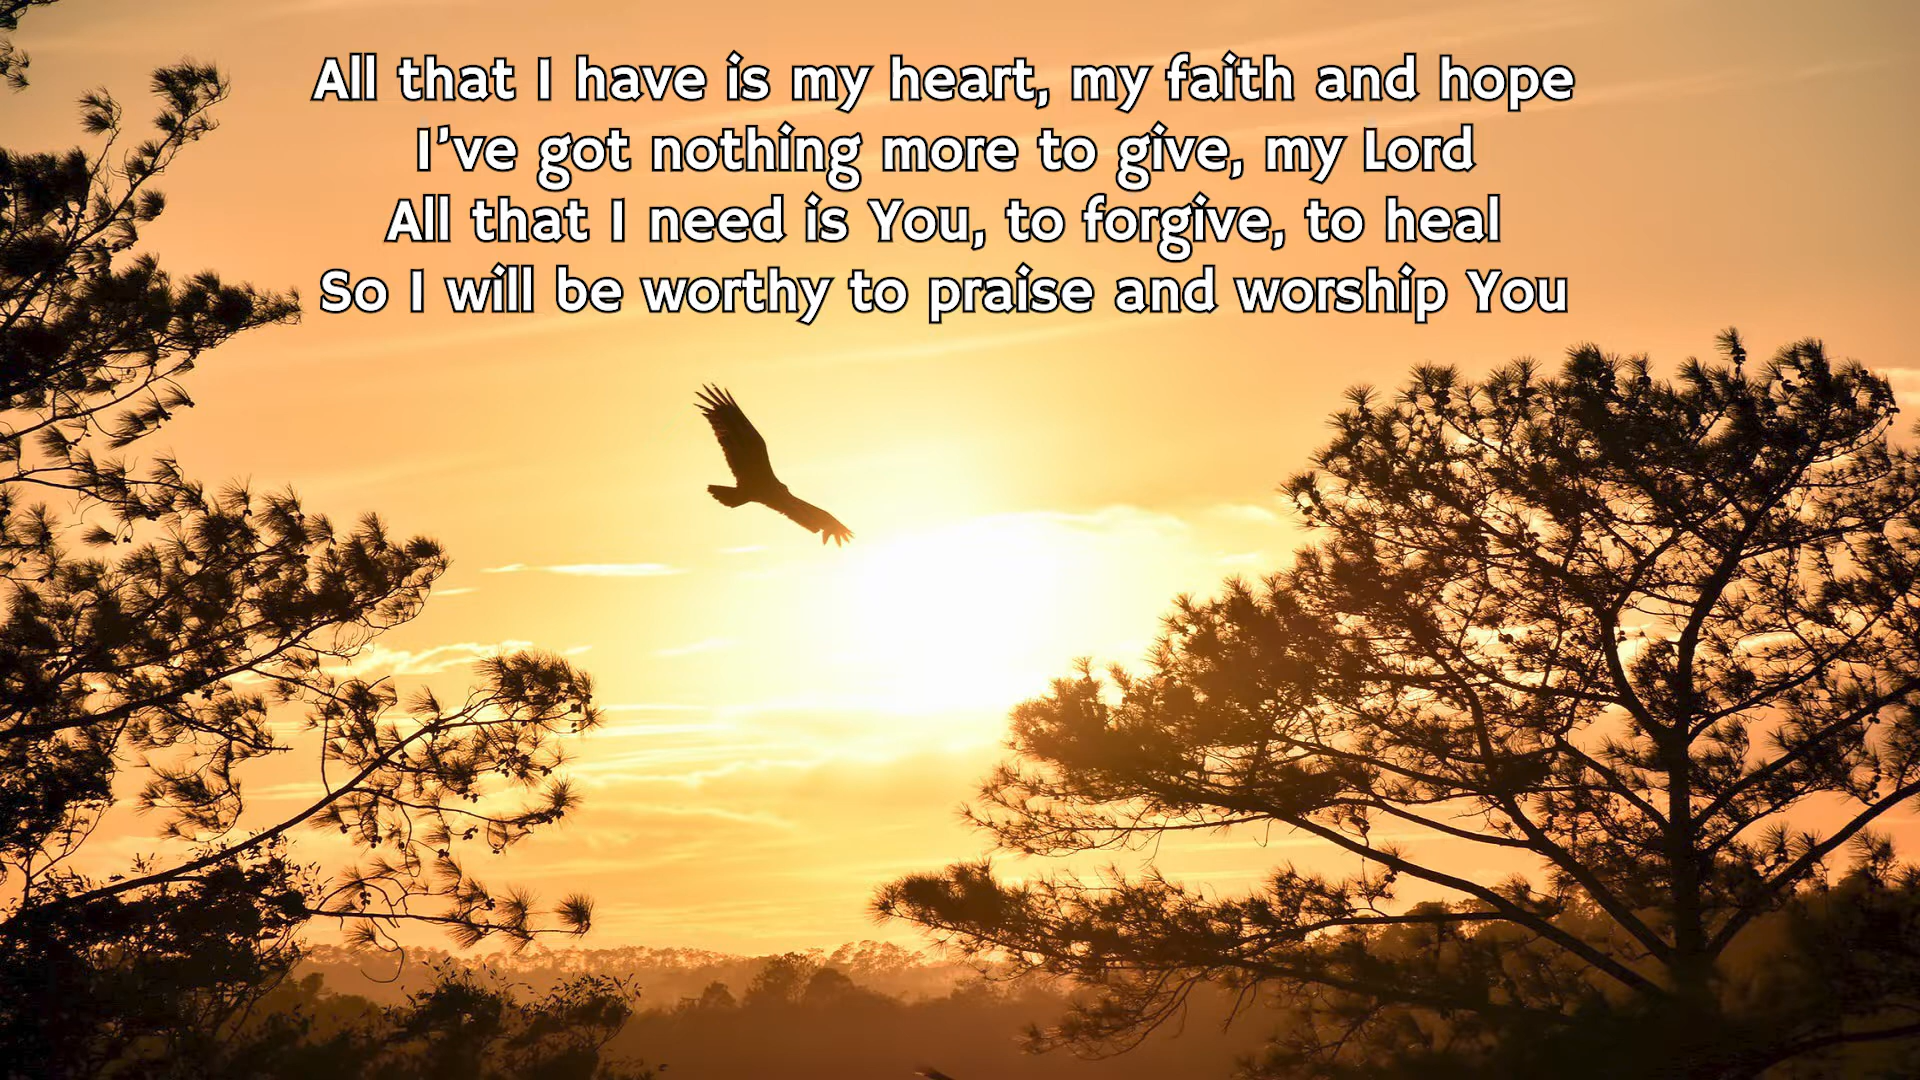 All that I have is my heart, my faith and hope
I’ve got nothing more to give, my Lord
All that I need is You, to forgive, to heal
So I will be worthy to praise and worship You